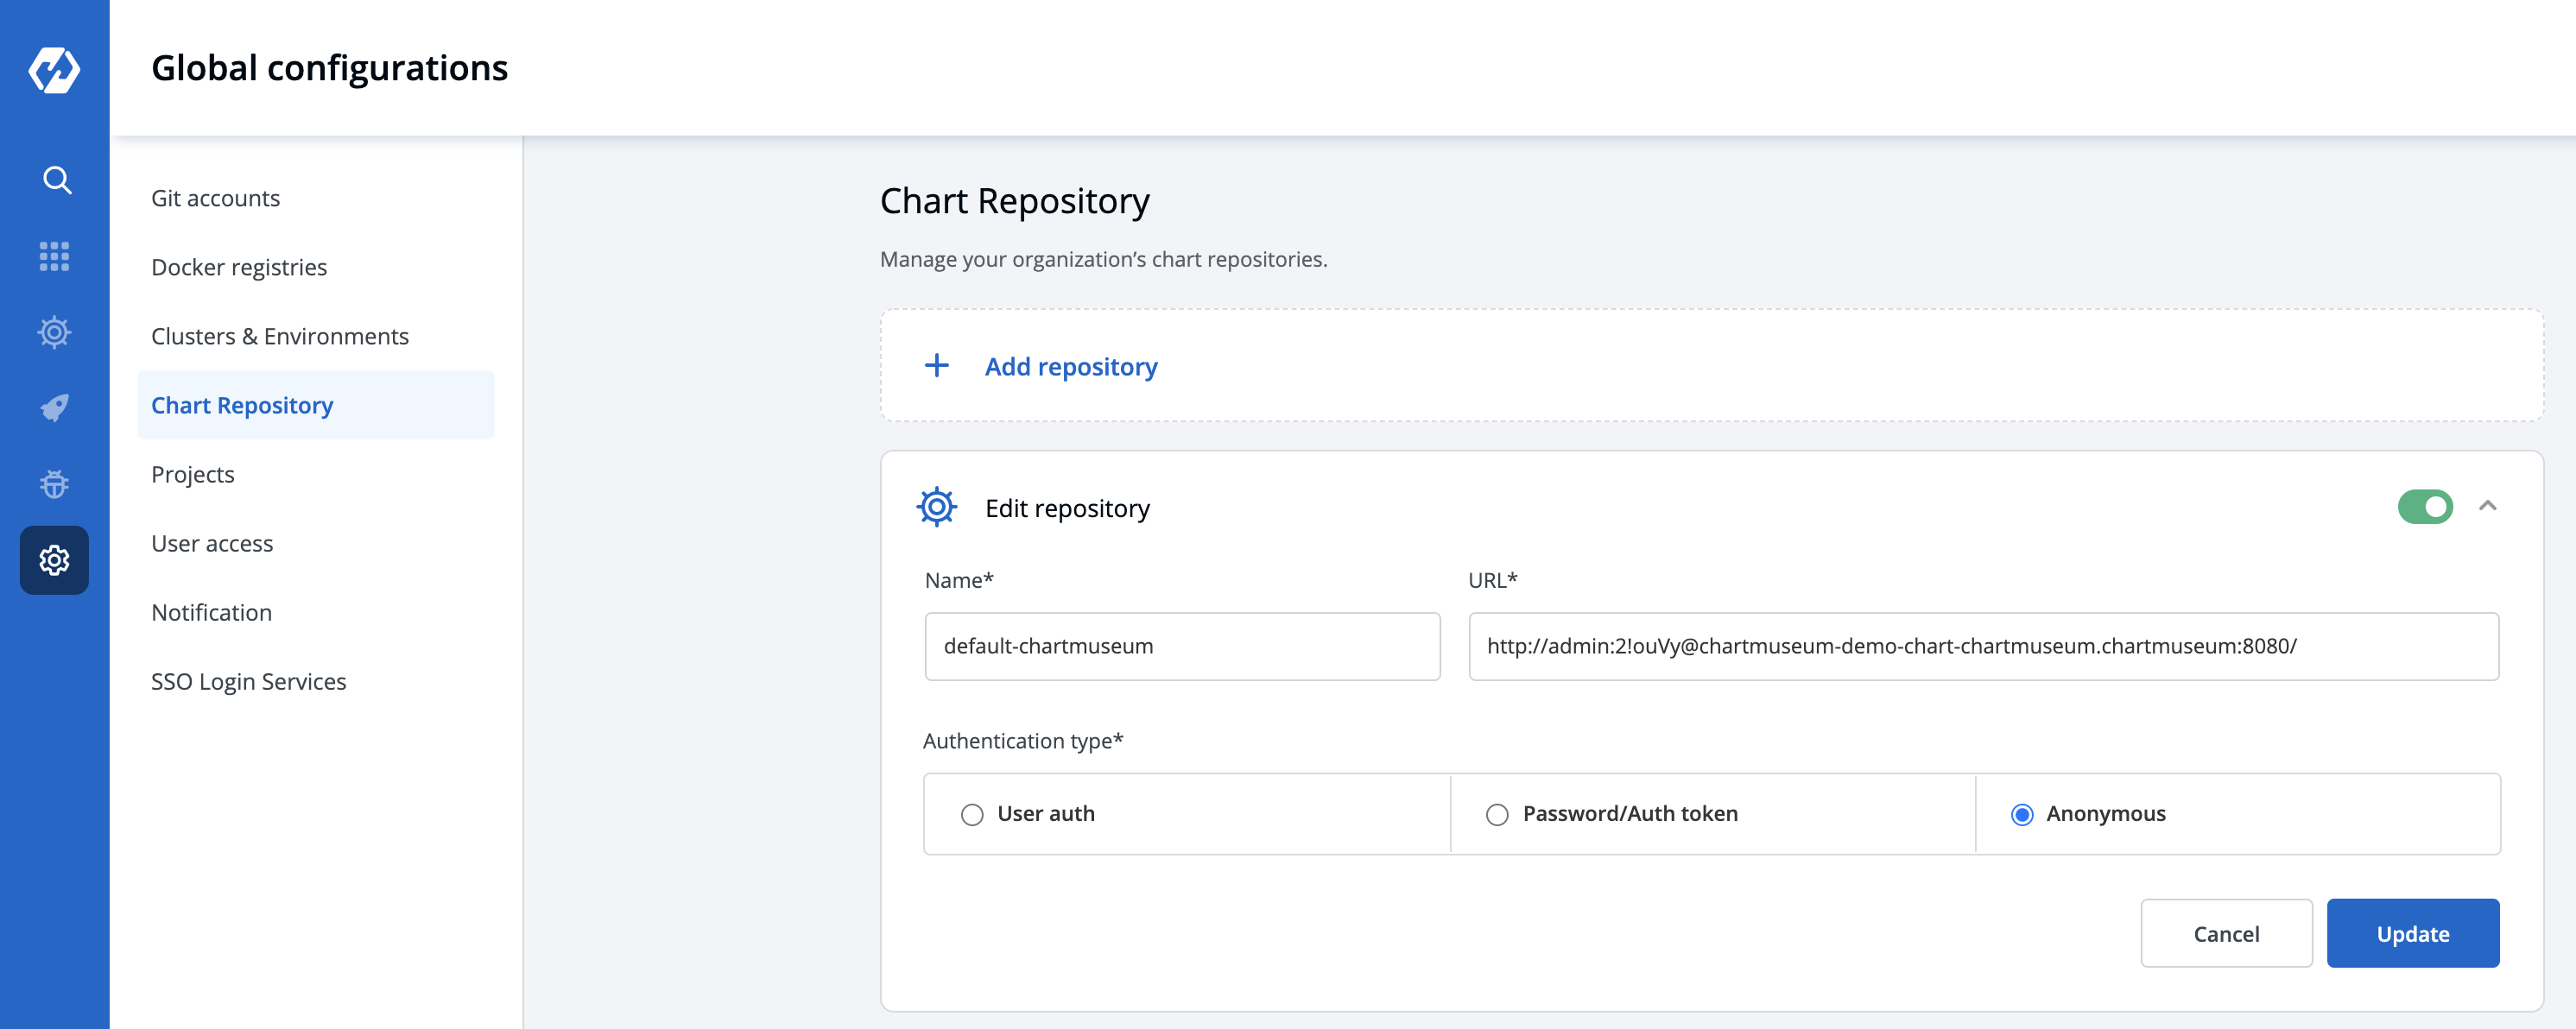 Global configurations
Git accounts
Docker registries
Clusters & Environments
Chart Repository
Projects
User access
Notification
SSO Login Services
Chart Repository
Manage your organization’s chart repositories.
Add repository
Edit repository
Name*
URL*
default-chartmuseum
http://admin:2!ouVy@chartmuseum-demo-chart-chartmuseum.chartmuseum:8080/
Authentication type*
User auth
Password/Auth token
Anonymous
Cancel
Update